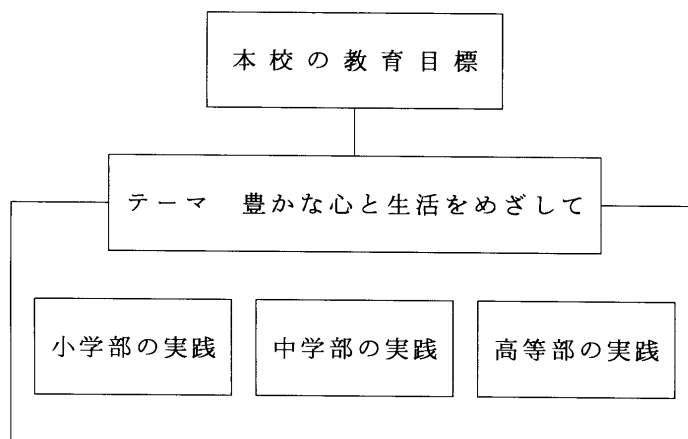 本校の教育目標
テーマ 豊かな心と生活をめざして
小学部の実践
中学部の実践
高等部の実践